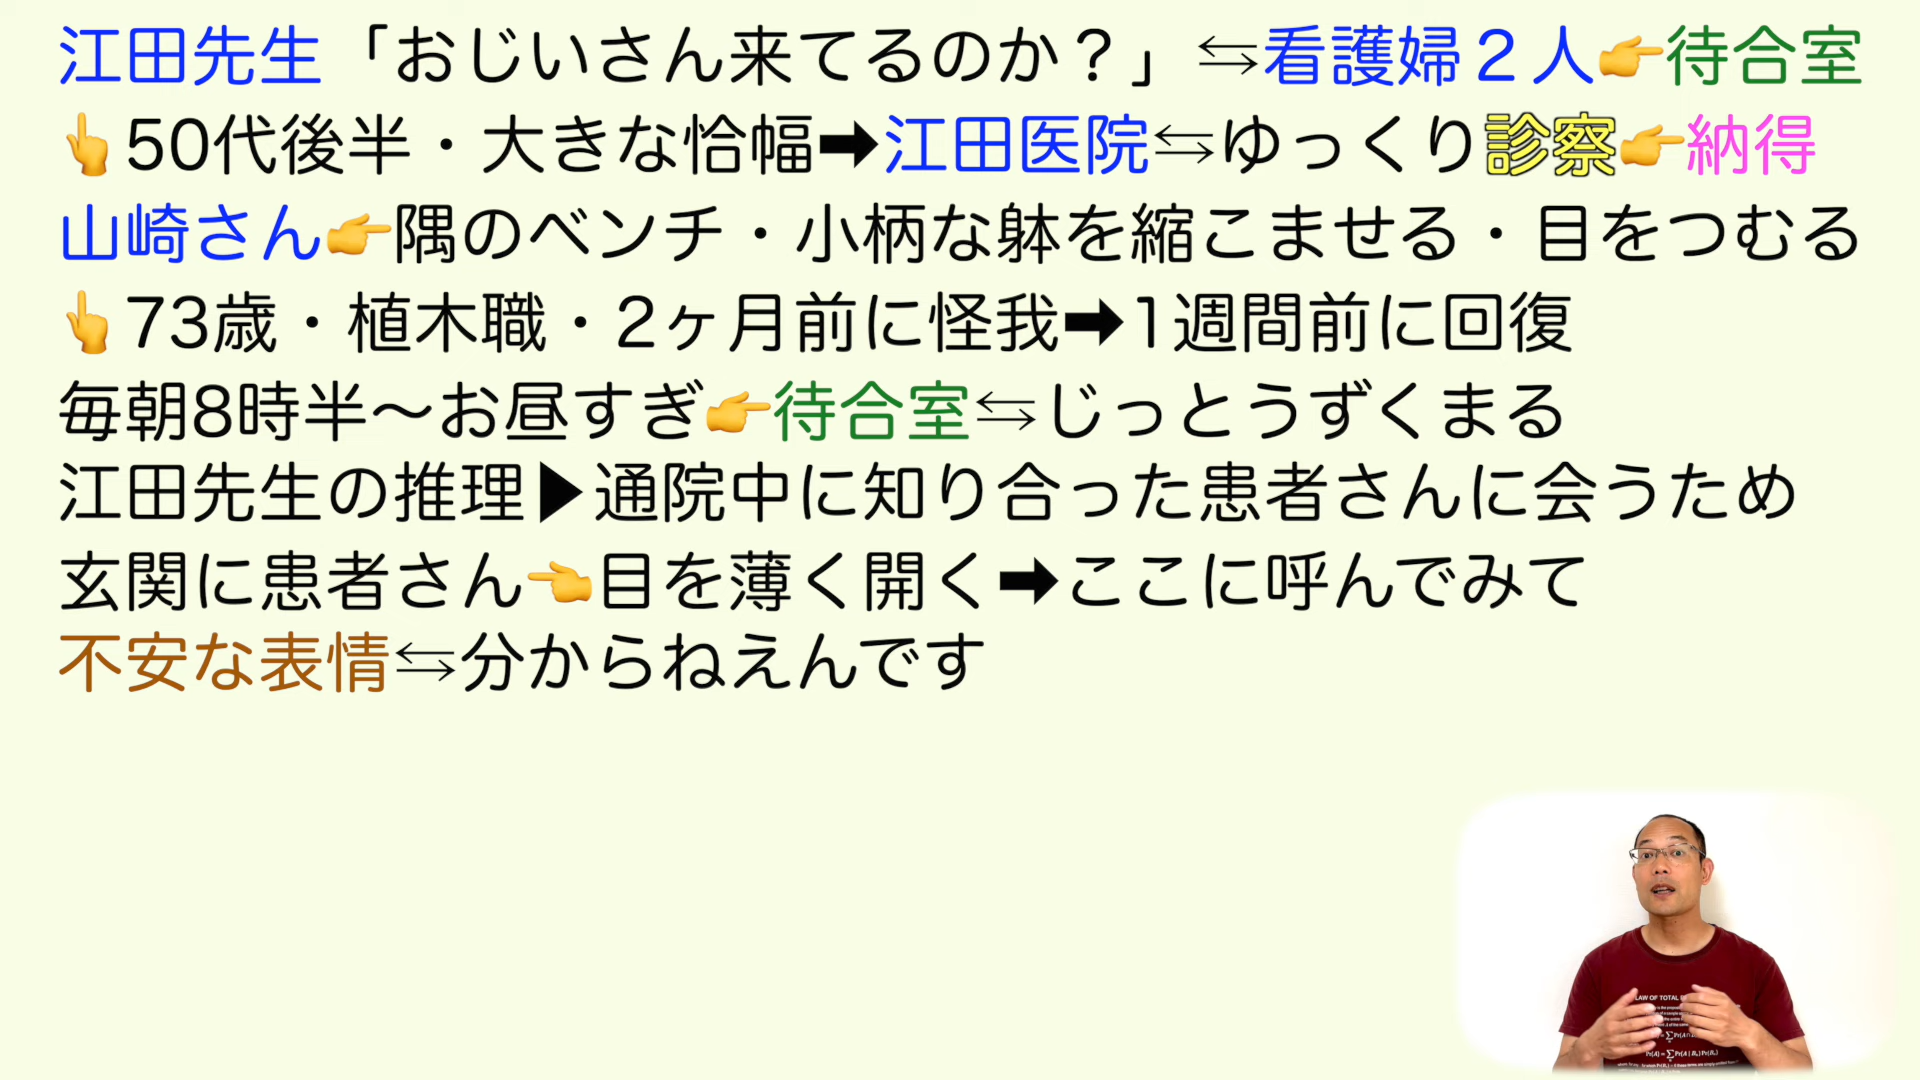 江田先生「おじいさん来てるのか？」⇆看護婦２人👉待合室
👆50代後半・大きな恰幅➡江田医院⇆ゆっくり診察👉納得
山崎さん👉隅のベンチ・小柄な躰を縮こませる・目をつむる
👆73歳・植木職・2ヶ月前に怪我➡1週間前に回復
毎朝8時半〜お昼すぎ👉待合室⇆じっとうずくまる
江田先生の推理▶通院中に知り合った患者さんに会うため
玄関に患者さん👈目を薄く開く➡ここに呼んでみて
不安な表情⇆分からねえんです
LAW OF TOTAL